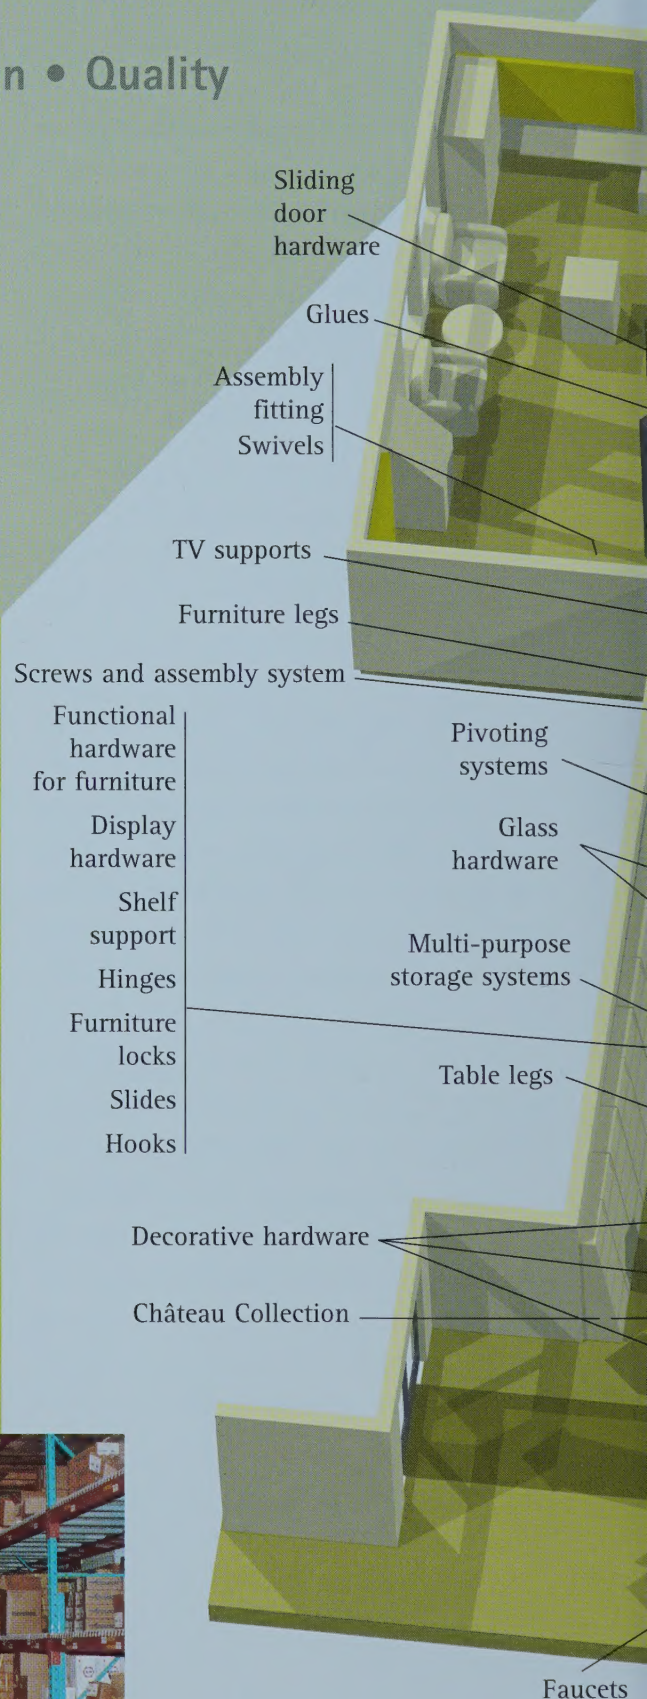 n • Quality
Sliding
door
hardware
Glues
Assembly
fitting
Swivels
TV supports
Furniture legs
Screws and assembly system
Functional
hardware
for furniture
Display
hardware
Shelf
support
Hinges
Furniture
locks
Slides
Hooks
Pivoting
systems
Glass
hardware
Multi-purpose
storage systems
Table legs
Decorative hardware
Château Collection
Faucets